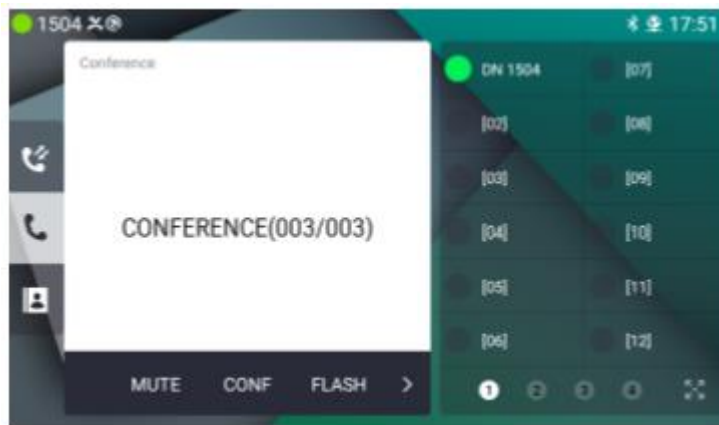 1504
17:51
Conference
CONFERENCE(003/003)
MUTE CONF FLASH >
DN 1504 [07]
[02] [08]
[03] [09]
[04] [10]
[05] [11]
[06] [12]
1 2 3 4